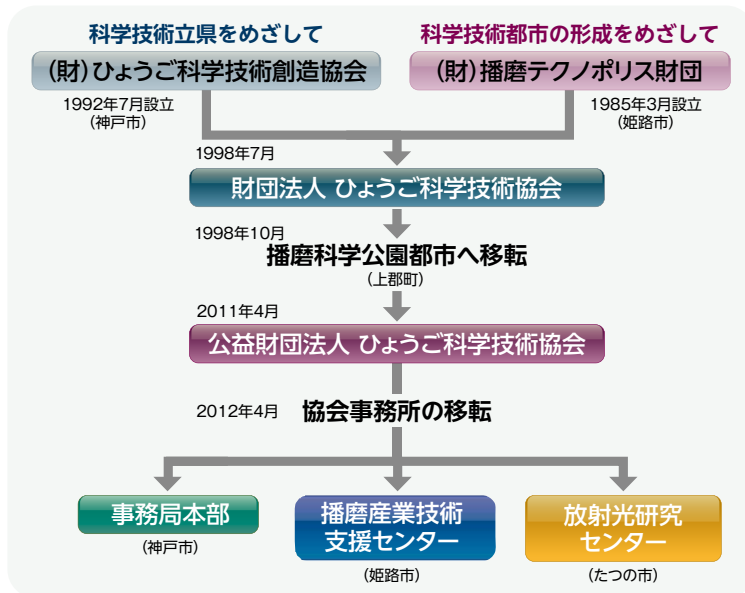 科学技術立県をめざして
(財)ひょうご科学技術創造協会
1992年7月設立
(神戸市)
科学技術都市の形成をめざして
(財)播磨テクノポリス財団
1985年3月設立
(姫路市)
1998年7月
財団法人 ひょうご科学技術協会
1998年10月
播磨科学公園都市へ移転
(上郡町)
2011年4月
公益財団法人 ひょうご科学技術協会
2012年4月
協会事務所の移転
事務局本部
(神戸市)
播磨産業技術
支援センター
(姫路市)
放射光研究
センター
(たつの市)